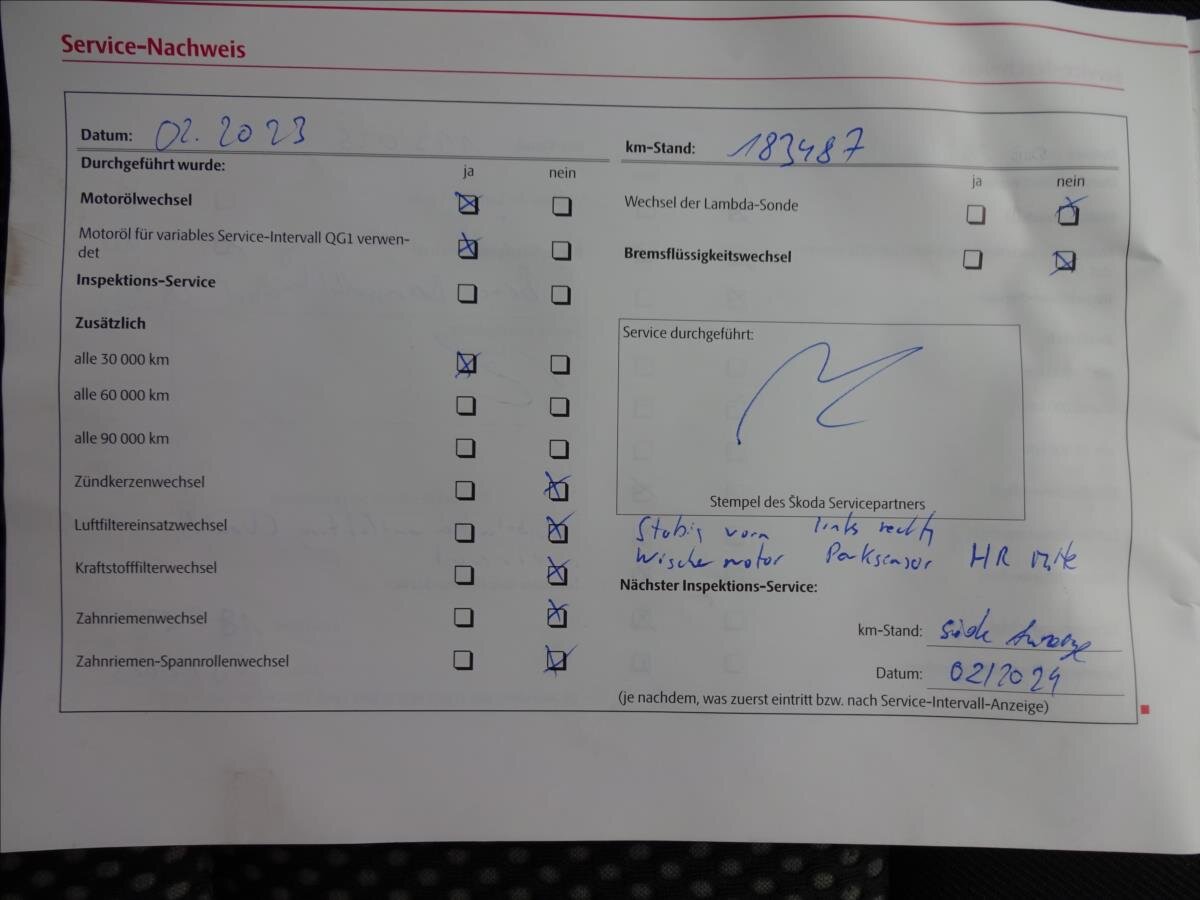 Service-Nachweis
Datum: 02.2023
km-Stand: 183487
Durchgeführt wurde:
ja nein
ja nein
Motorölwechsel
Motoröl für variables Service-Intervall QG1 verwen-
det
Inspektions-Service
Zusätzlich
alle 30 000 km
alle 60 000 km
alle 90 000 km
Zündkerzenwechsel
Luftfiltereinsatzwechsel
Kraftstofffilterwechsel
Zahnriemenwechsel
Zahnriemen-Spannrollenwechsel
Wechsel der Lambda-Sonde
Bremsflüssigkeitswechsel
Service durchgeführt:
Stempel des Škoda Servicepartners
Stabis vorn links rechts
Wischermotor Parksensor HR Mitte
Nächster Inspektions-Service:
km-Stand:
Datum: 02/2024
(je nachdem, was zuerst eintritt bzw. nach Service-Intervall-Anzeige)